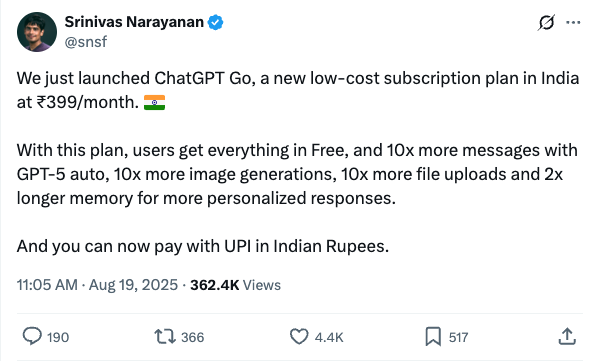 Srinivas Narayanan
@snsf
We just launched ChatGPT Go, a new low-cost subscription plan in India
at ₹399/month. 🇮🇳
With this plan, users get everything in Free, and 10x more messages with
GPT-5 auto, 10x more image generations, 10x more file uploads and 2x
longer memory for more personalized responses.
And you can now pay with UPI in Indian Rupees.
11:05 AM · Aug 19, 2025 · 362.4K Views
190 366 4.4K 517